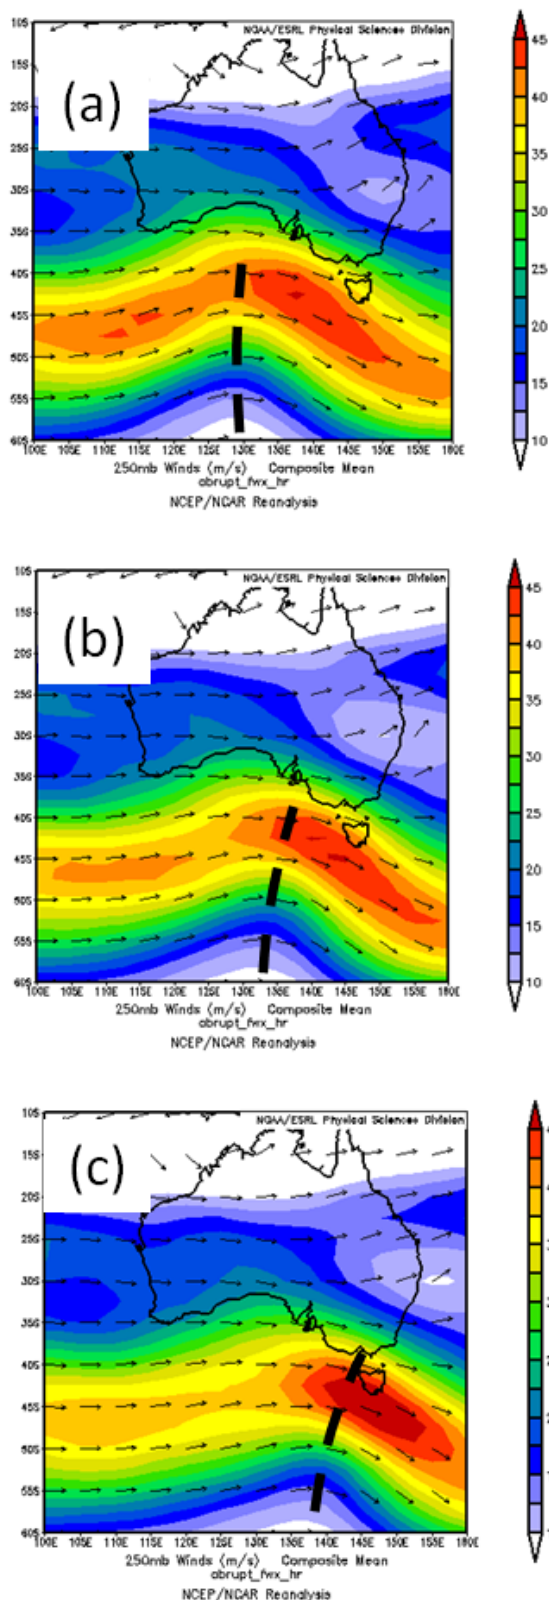 NOAA/ESRL Physical Sciences Division
(a)
10S
15S
20S
25S
30S
35S
40S
45S
50S
55S
60S
100E 105E 110E 115E 120E 125E 130E 135E 140E 145E 150E 155E 160E
250mb Winds (m/s) Composite Mean
abrupt_fwx_hr
NCEP/NCAR Reanalysis
45
40
35
30
25
20
15
10
NOAA/ESRL Physical Sciences Division
(b)
10S
15S
20S
25S
30S
35S
40S
45S
50S
55S
60S
100E 105E 110E 115E 120E 125E 130E 135E 140E 145E 150E 155E 160E
250mb Winds (m/s) Composite Mean
abrupt_fwx_hr
NCEP/NCAR Reanalysis
45
40
35
30
25
20
15
10
NOAA/ESRL Physical Sciences Division
(c)
10S
15S
20S
25S
30S
35S
40S
45S
50S
55S
60S
100E 105E 110E 115E 120E 125E 130E 135E 140E 145E 150E 155E 160E
250mb Winds (m/s) Composite Mean
abrupt_fwx_hr
NCEP/NCAR Reanalysis